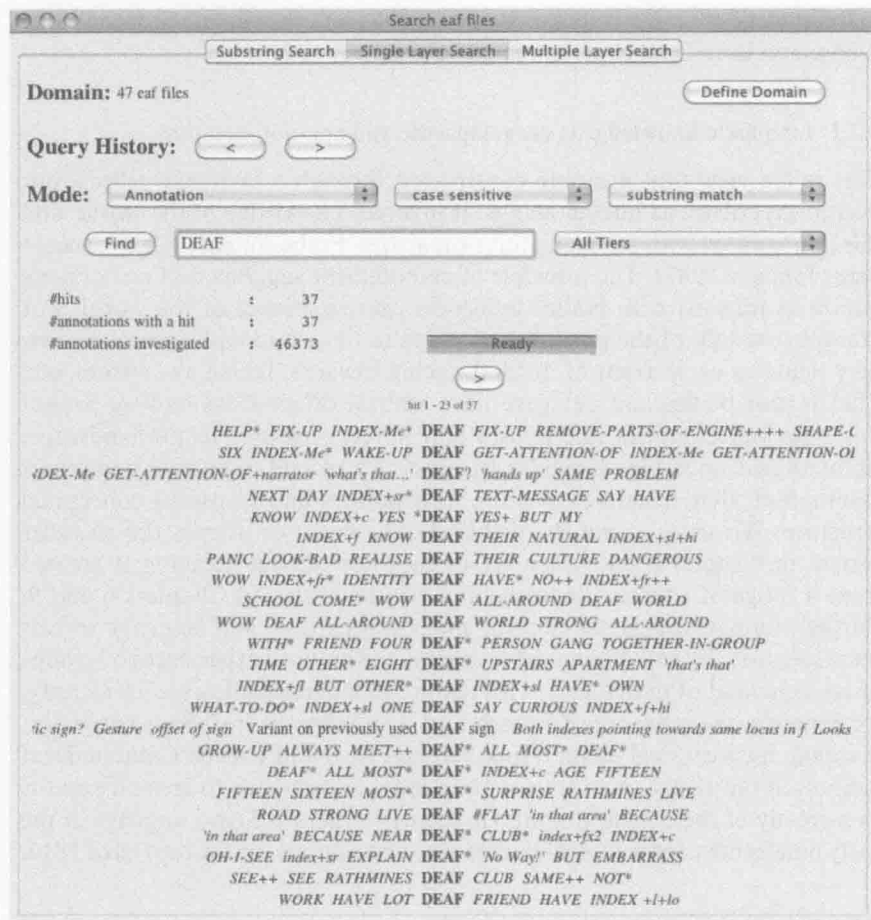 Search eaf files
Substring Search Single Layer Search Multiple Layer Search
Domain: 47 eaf files Define Domain
Query History: < >
Mode: Annotation case sensitive substring match
Find DEAF All Tiers
#hits : 37
#annotations with a hit : 37
#annotations investigated : 46373 Ready
>
hit 1 - 23 of 37
HELP* FIX-UP INDEX-Me* DEAF FIX-UP REMOVE-PARTS-OF-ENGINE++++ SHAPE-C
SIX INDEX-Me* WAKE-UP DEAF GET-ATTENTION-OF INDEX-Me GET-ATTENTION-OI
NDEX-Me GET-ATTENTION-OF+narrator 'what's that...' DEAF? 'hands up' SAME PROBLEM
NEXT DAY INDEX+sr* DEAF TEXT-MESSAGE SAY HAVE
KNOW INDEX+c YES *DEAF YES+ BUT MY
INDEX+f KNOW DEAF THEIR NATURAL INDEX+sl+hi
PANIC LOOK-BAD REALISE DEAF THEIR CULTURE DANGEROUS
WOW INDEX+fr* IDENTITY DEAF HAVE* NO++ INDEX+fr++
SCHOOL COME* WOW DEAF ALL-AROUND DEAF WORLD
WOW DEAF ALL-AROUND DEAF WORLD STRONG ALL-AROUND
WITH* FRIEND FOUR DEAF* PERSON GANG TOGETHER-IN-GROUP
TIME OTHER* EIGHT DEAF* UPSTAIRS APARTMENT 'that's that'
INDEX+fl BUT OTHER* DEAF INDEX+sl HAVE* OWN
WHAT-TO-DO* INDEX+sl ONE DEAF SAY CURIOUS INDEX+f+hi
tic sign? Gesture offset of sign Variant on previously used DEAF sign Both indexes pointing towards same locus in f Looks
GROW-UP ALWAYS MEET++ DEAF* ALL MOST* DEAF*
DEAF* ALL MOST* DEAF* INDEX+c AGE FIFTEEN
FIFTEEN SIXTEEN MOST* DEAF* SURPRISE RATHMINES LIVE
ROAD STRONG LIVE DEAF #FLAT 'in that area' BECAUSE
'in that area' BECAUSE NEAR DEAF* CLUB* index+fx2 INDEX+c
OH-I-SEE index+sr EXPLAIN DEAF* 'No Way!' BUT EMBARRASS
SEE++ SEE RATHMINES DEAF CLUB SAME++ NOT*
WORK HAVE LOT DEAF FRIEND HAVE INDEX +l+lo